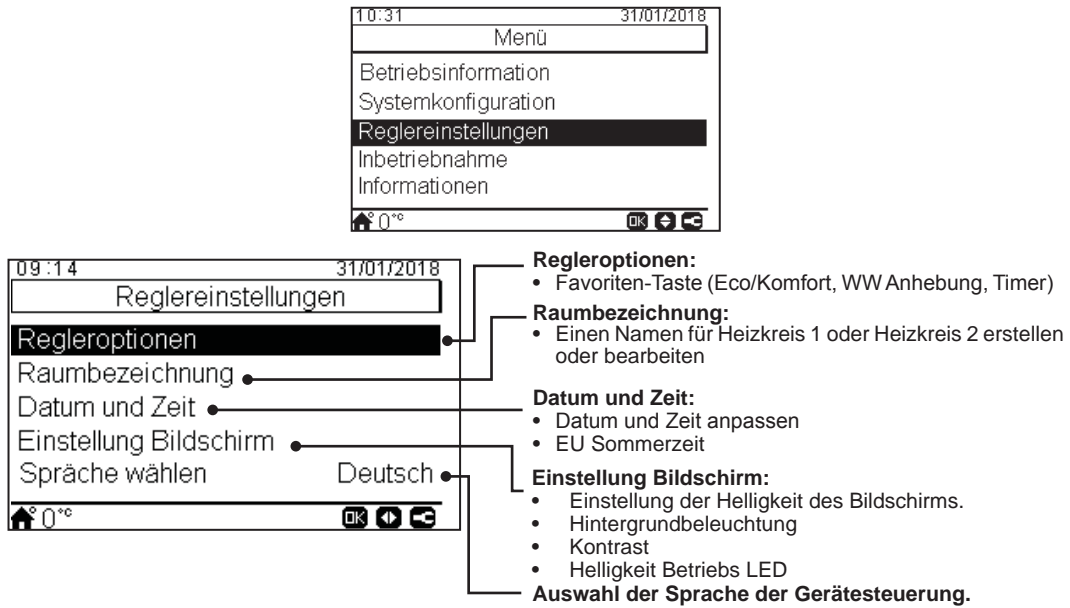 10:31 31/01/2018
Menü
Betriebsinformation
Systemkonfiguration
Reglereinstellungen
Inbetriebnahme
Informationen
0°C OK
09:14 31/01/2018
Reglereinstellungen
Regleroptionen
Raumbezeichnung
Datum und Zeit
Einstellung Bildschirm
Spräche wählen Deutsch
0°C OK
Regleroptionen:
• Favoriten-Taste (Eco/Komfort, WW Anhebung, Timer)
Raumbezeichnung:
• Einen Namen für Heizkreis 1 oder Heizkreis 2 erstellen
oder bearbeiten
Datum und Zeit:
• Datum und Zeit anpassen
• EU Sommerzeit
Einstellung Bildschirm:
• Einstellung der Helligkeit des Bildschirms.
• Hintergrundbeleuchtung
• Kontrast
• Helligkeit Betriebs LED
Auswahl der Sprache der Gerätesteuerung.